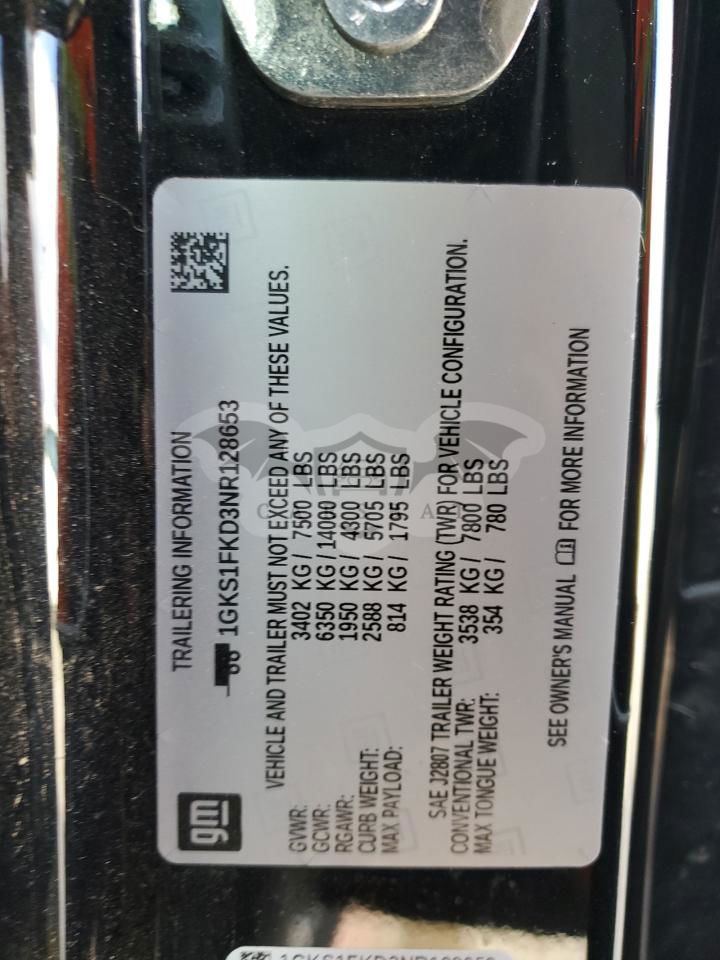 gm
TRAILERING INFORMATION
1GKS1FKD3NR128653
VEHICLE AND TRAILER MUST NOT EXCEED ANY OF THESE VALUES.
GVWR: 3402 KG / 7500 LBS
GCWR: 6350 KG / 14000 LBS
RGAWR: 1950 KG / 4300 LBS
CURB WEIGHT: 2588 KG / 5705 LBS
MAX PAYLOAD: 814 KG / 1795 LBS
SAE J2807 TRAILER WEIGHT RATING (TWR) FOR VEHICLE CONFIGURATION.
CONVENTIONAL TWR: 3538 KG / 7800 LBS
MAX TONGUE WEIGHT: 354 KG / 780 LBS
SEE OWNER'S MANUAL FOR MORE INFORMATION